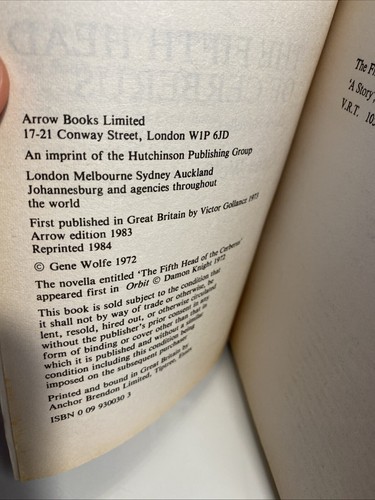 Arrow Books Limited
17-21 Conway Street, London W1P 6JD
An imprint of the Hutchinson Publishing Group
London Melbourne Sydney Auckland
Johannesburg and agencies throughout
the world
First published in Great Britain by Victor Gollancz 1973
Arrow edition 1983
Reprinted 1984
© Gene Wolfe 1972
The novella entitled 'The Fifth Head of the Cerberus'
appeared first in Orbit © Damon Knight 1972
This book is sold subject to the condition that
it shall not by way of trade or otherwise, be
lent, resold, hired out, or otherwise circulated
without the publisher's prior consent in any
form of binding or cover other than that in
which it is published and without a similar
condition including this condition being
imposed on the subsequent purchaser
Printed and bound in Great Britain by
Anchor Brendon Limited, Tiptree, Essex
ISBN 0 09 930030 3
The Fi
'A Story',
V.R.T. 10